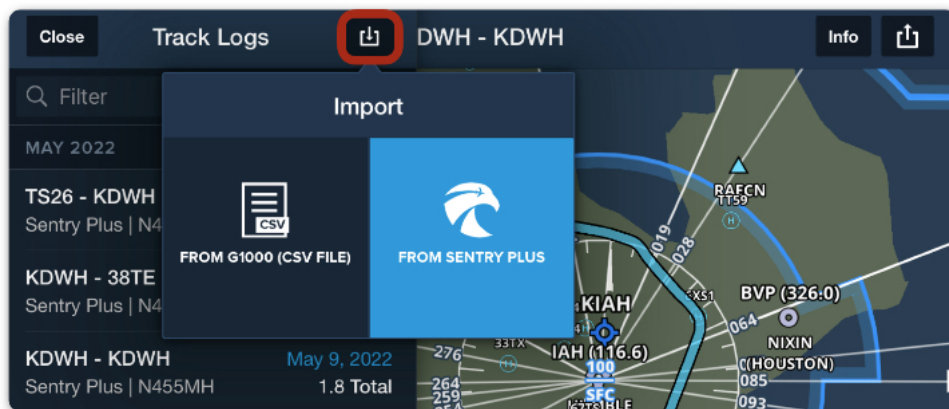 Close
Track Logs
DWH - KDWH
Info
Filter
Import
MAY 2022
CSV
FROM G1000 (CSV FILE)
FROM SENTRY PLUS
TS26 - KDWH
Sentry Plus | N4
KDWH - 38TE
Sentry Plus | N4
KDWH - KDWH
May 9, 2022
Sentry Plus | N455MH
1.8 Total
TT59
H
019
028
KIAH
BVP (326.0)
064
NIXIN
33TX
276
IAH (116.6)
100
(HOUSTON)
085
264
259
SFC
093